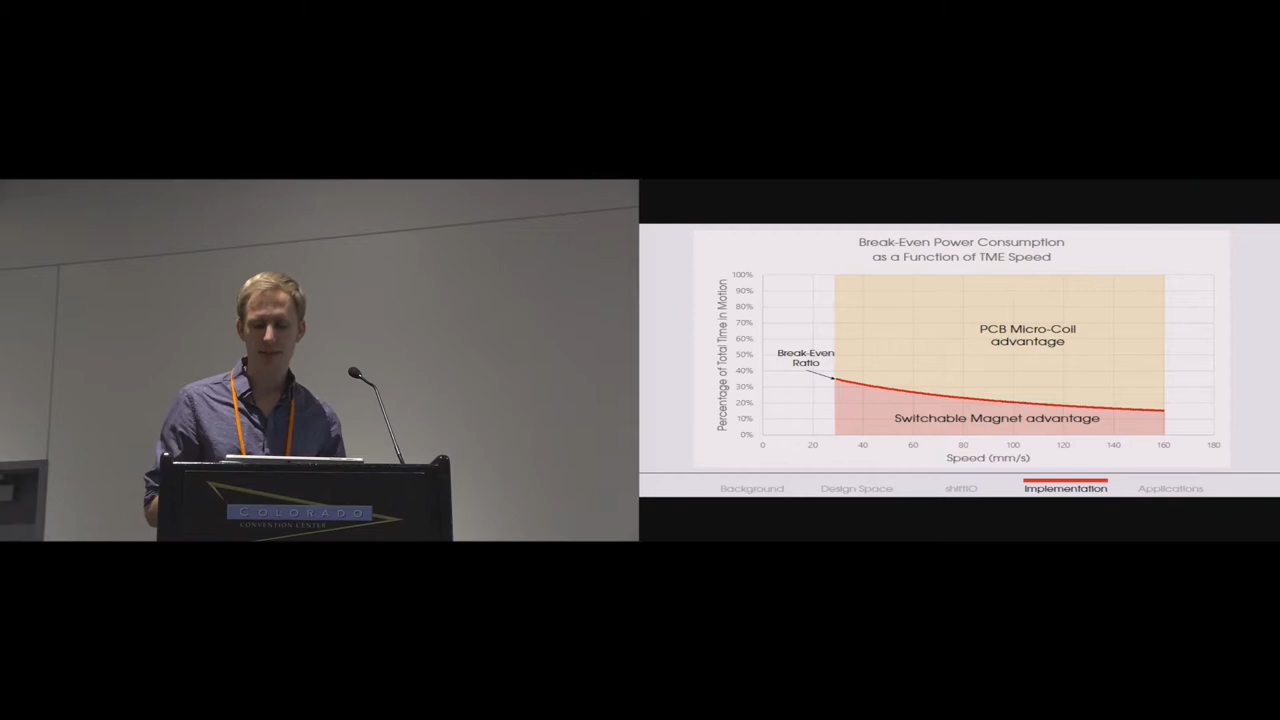 COLORADO
CONVENTION CENTER
Break-Even Power Consumption
as a Function of TME Speed
Percentage of Total Time in Motion
100%
90%
80%
70%
60%
50%
40%
30%
20%
10%
0%
PCB Micro-Coil
advantage
Break-Even
Ratio
Switchable Magnet advantage
0 20 40 60 80 100 120 140 160 180
Speed (mm/s)
Background Design Space shiftIO Implementation Applications